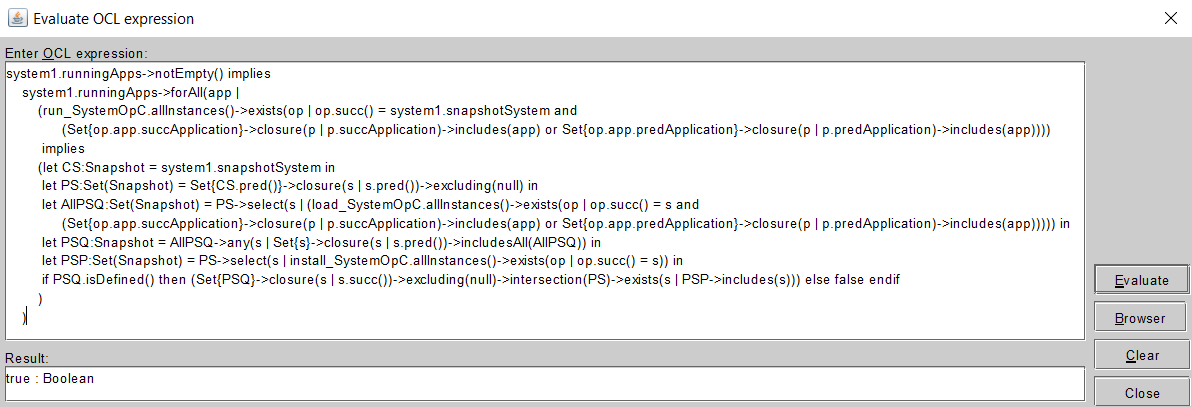 Evaluate OCL expression
Enter OCL expression:
system1.runningApps->notEmpty() implies
system1.runningApps->forAll(app |
(run_SystemOpC.allInstances()->exists(op | op.succ() = system1.snapshotSystem and
(Set{op.app.succApplication}->closure(p | p.succApplication)->includes(app) or Set{op.app.predApplication}->closure(p | p.predApplication)->includes(app))))
implies
(let CS:Snapshot = system1.snapshotSystem in
let PS:Set(Snapshot) = Set{CS.pred()}->closure(s | s.pred())->excluding(null) in
let AllPSQ:Set(Snapshot) = PS->select(s | (load_SystemOpC.allInstances()->exists(op | op.succ() = s and
(Set{op.app.succApplication}->closure(p | p.succApplication)->includes(app) or Set{op.app.predApplication}->closure(p | p.predApplication)->includes(app))))) in
let PSQ:Snapshot = AllPSQ->any(s | Set{s}->closure(s | s.pred())->includesAll(AllPSQ)) in
let PSP:Set(Snapshot) = PS->select(s | install_SystemOpC.allInstances()->exists(op | op.succ() = s)) in
if PSQ.isDefined() then (Set{PSQ}->closure(s | s.succ())->excluding(null)->intersection(PS)->exists(s | PSP->includes(s))) else false endif
)
)
Evaluate
Browser
Clear
Close
Result:
true : Boolean